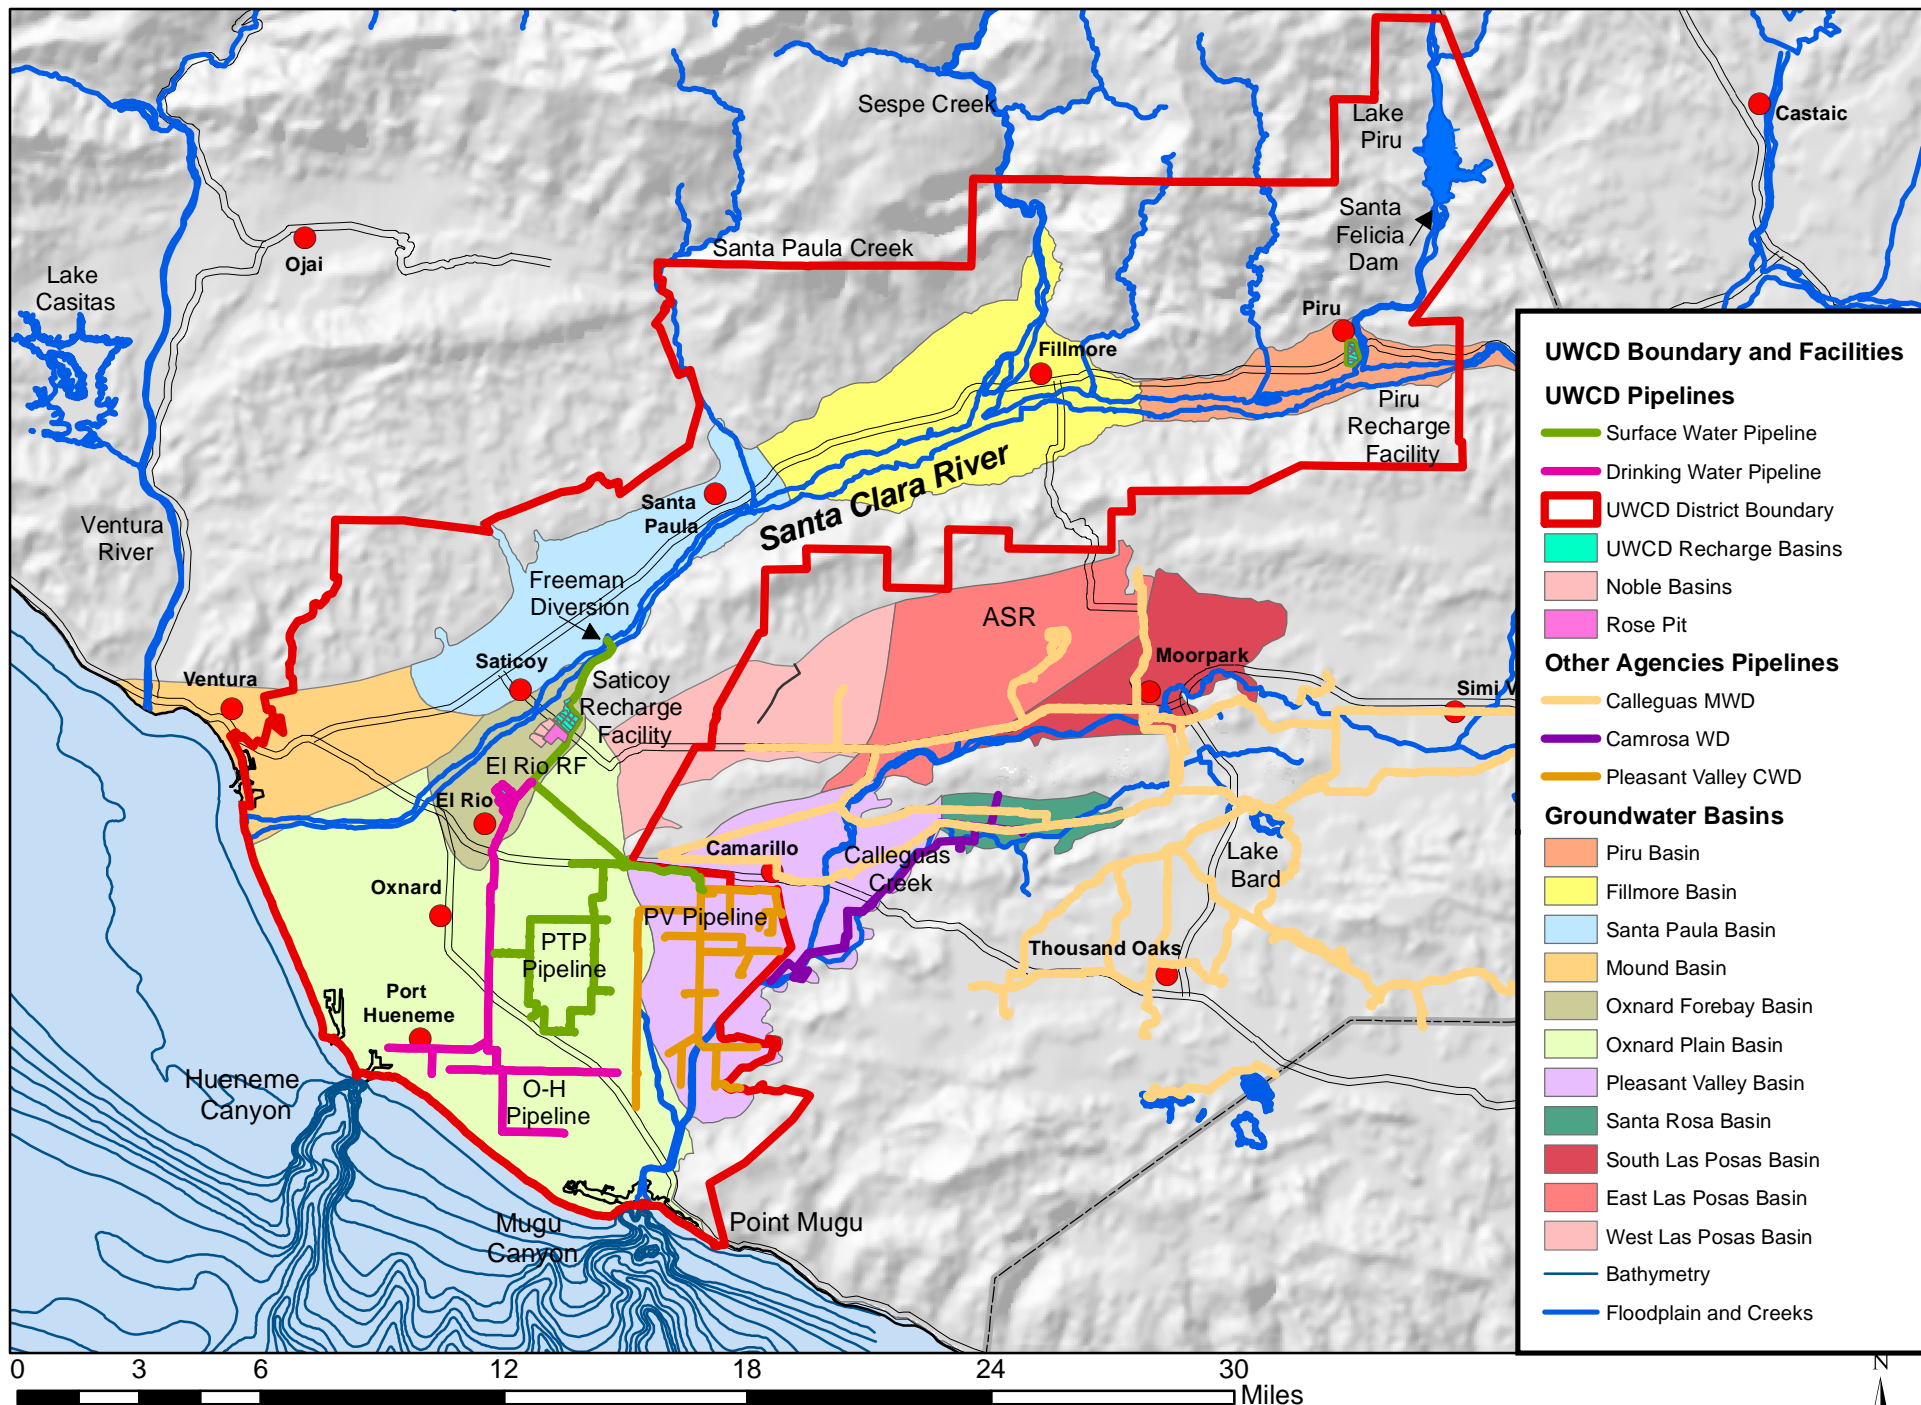 Sespe Creek
Lake
Piru
Castaic
Santa
Felicia
Dam
Santa Paula Creek
Ojai
Lake
Casitas
Piru
Fillmore
Piru
Recharge
Facility
Santa Clara River
Santa
Paula
Ventura
River
Freeman
Diversion
ASR
Moorpark
Simi V
Saticoy
Saticoy
Recharge
Facility
Ventura
El Rio RF
El Rio
Camarillo
Calleguas
Creek
Lake
Bard
Oxnard
PV Pipeline
PTP
Pipeline
Thousand Oaks
Port
Hueneme
Hueneme
Canyon
O-H
Pipeline
Mugu
Canyon
Point Mugu
UWCD Boundary and Facilities
UWCD Pipelines
Surface Water Pipeline
Drinking Water Pipeline
UWCD District Boundary
UWCD Recharge Basins
Noble Basins
Rose Pit
Other Agencies Pipelines
Calleguas MWD
Camrosa WD
Pleasant Valley CWD
Groundwater Basins
Piru Basin
Fillmore Basin
Santa Paula Basin
Mound Basin
Oxnard Forebay Basin
Oxnard Plain Basin
Pleasant Valley Basin
Santa Rosa Basin
South Las Posas Basin
East Las Posas Basin
West Las Posas Basin
Bathymetry
Floodplain and Creeks
0 3 6 12 18 24 30
Miles
N